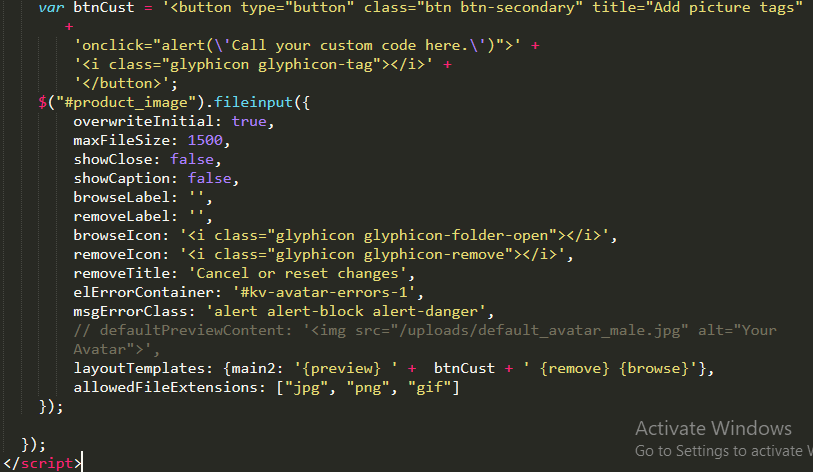 var btnCust = '<button type="button" class="btn btn-secondary" title="Add picture tags"
+
'onclick="alert(\'Call your custom code here.\')">' +
'<i class="glyphicon glyphicon-tag"></i>' +
'</button>';
$("#product_image").fileinput({
overwriteInitial: true,
maxFileSize: 1500,
showClose: false,
showCaption: false,
browseLabel: '',
removeLabel: '',
browseIcon: '<i class="glyphicon glyphicon-folder-open"></i>',
removeIcon: '<i class="glyphicon glyphicon-remove"></i>',
removeTitle: 'Cancel or reset changes',
elErrorContainer: '#kv-avatar-errors-1',
msgErrorClass: 'alert alert-block alert-danger',
// defaultPreviewContent: '<img src="/uploads/default_avatar_male.jpg" alt="Your
Avatar">',
layoutTemplates: {main2: '{preview} ' +  btnCust + ' {remove} {browse}'},
allowedFileExtensions: ["jpg", "png", "gif"]
});
});
</script>
Activate Windows
Go to Settings to activate W